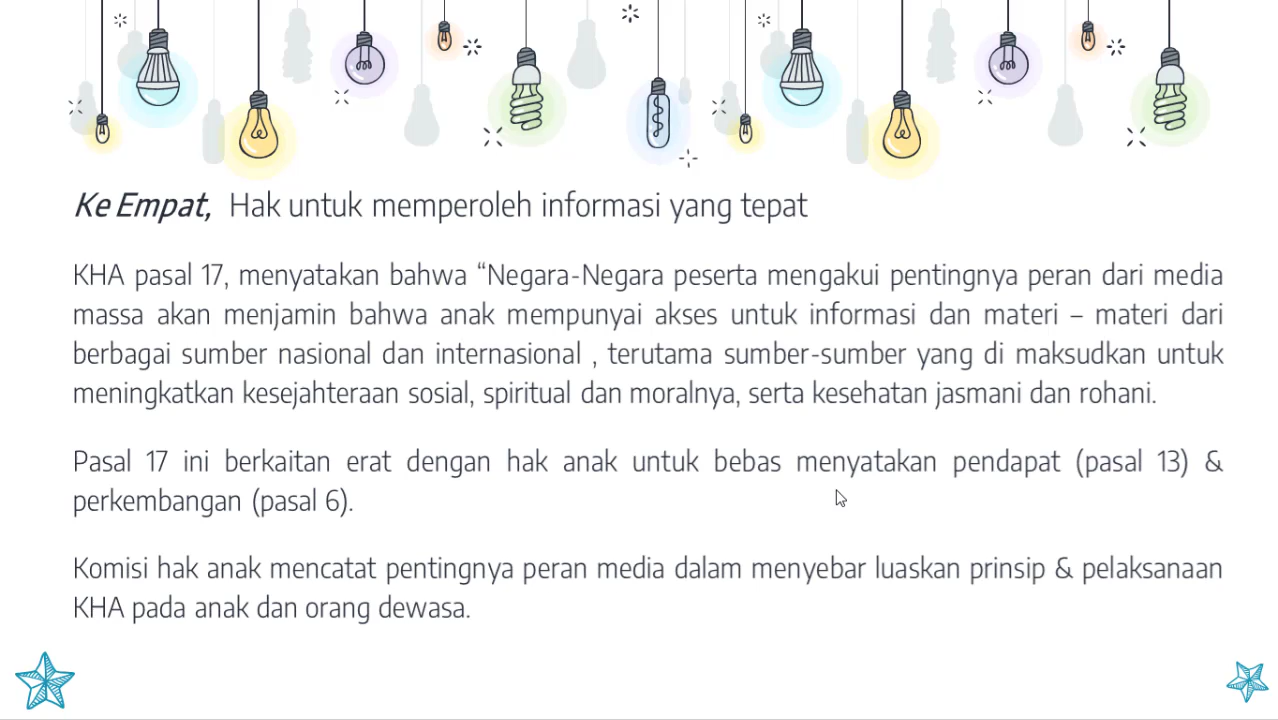 Ke Empat, Hak untuk memperoleh informasi yang tepat
KHA pasal 17, menyatakan bahwa “Negara-Negara peserta mengakui pentingnya peran dari media
massa akan menjamin bahwa anak mempunyai akses untuk informasi dan materi – materi dari
berbagai sumber nasional dan internasional , terutama sumber-sumber yang di maksudkan untuk
meningkatkan kesejahteraan sosial, spiritual dan moralnya, serta kesehatan jasmani dan rohani.
Pasal 17 ini berkaitan erat dengan hak anak untuk bebas menyatakan pendapat (pasal 13) &
perkembangan (pasal 6).
Komisi hak anak mencatat pentingnya peran media dalam menyebar luaskan prinsip & pelaksanaan
KHA pada anak dan orang dewasa.